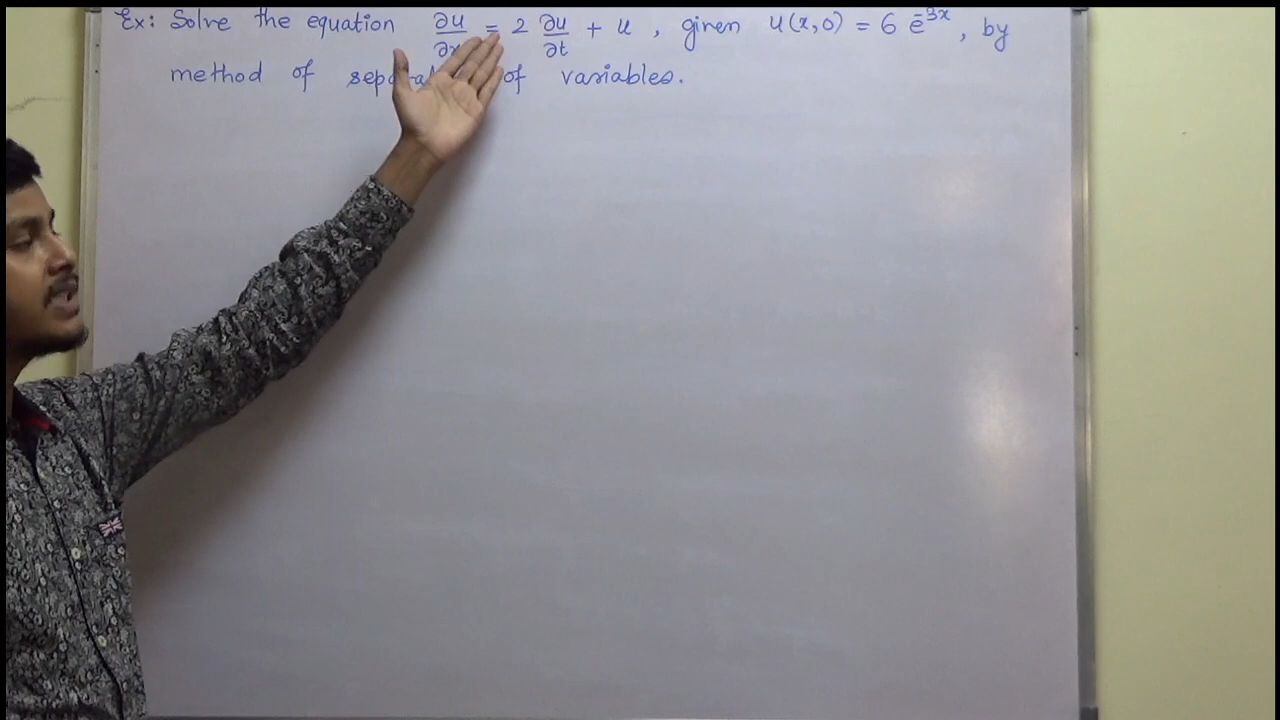 Ex: Solve the equation ∂u/∂x = 2 ∂u/∂t + u , given u(x,0) = 6 e^{-3x} , by
method of of variables.